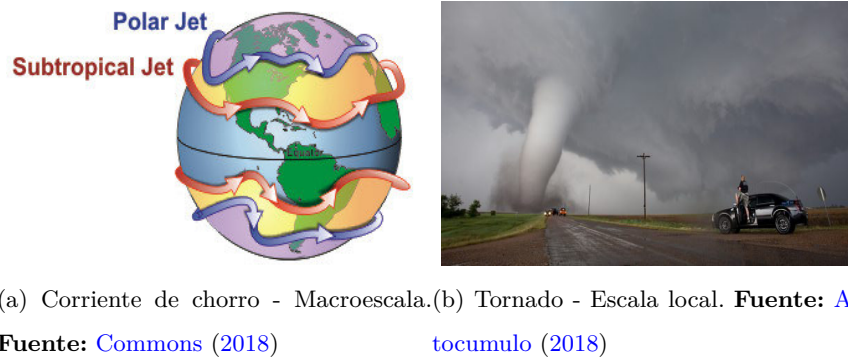 Polar Jet
Subtropical Jet
Equator
(a) Corriente de chorro - Macroescala.
Fuente: Commons (2018)
(b) Tornado - Escala local. Fuente: A
tocumulo (2018)